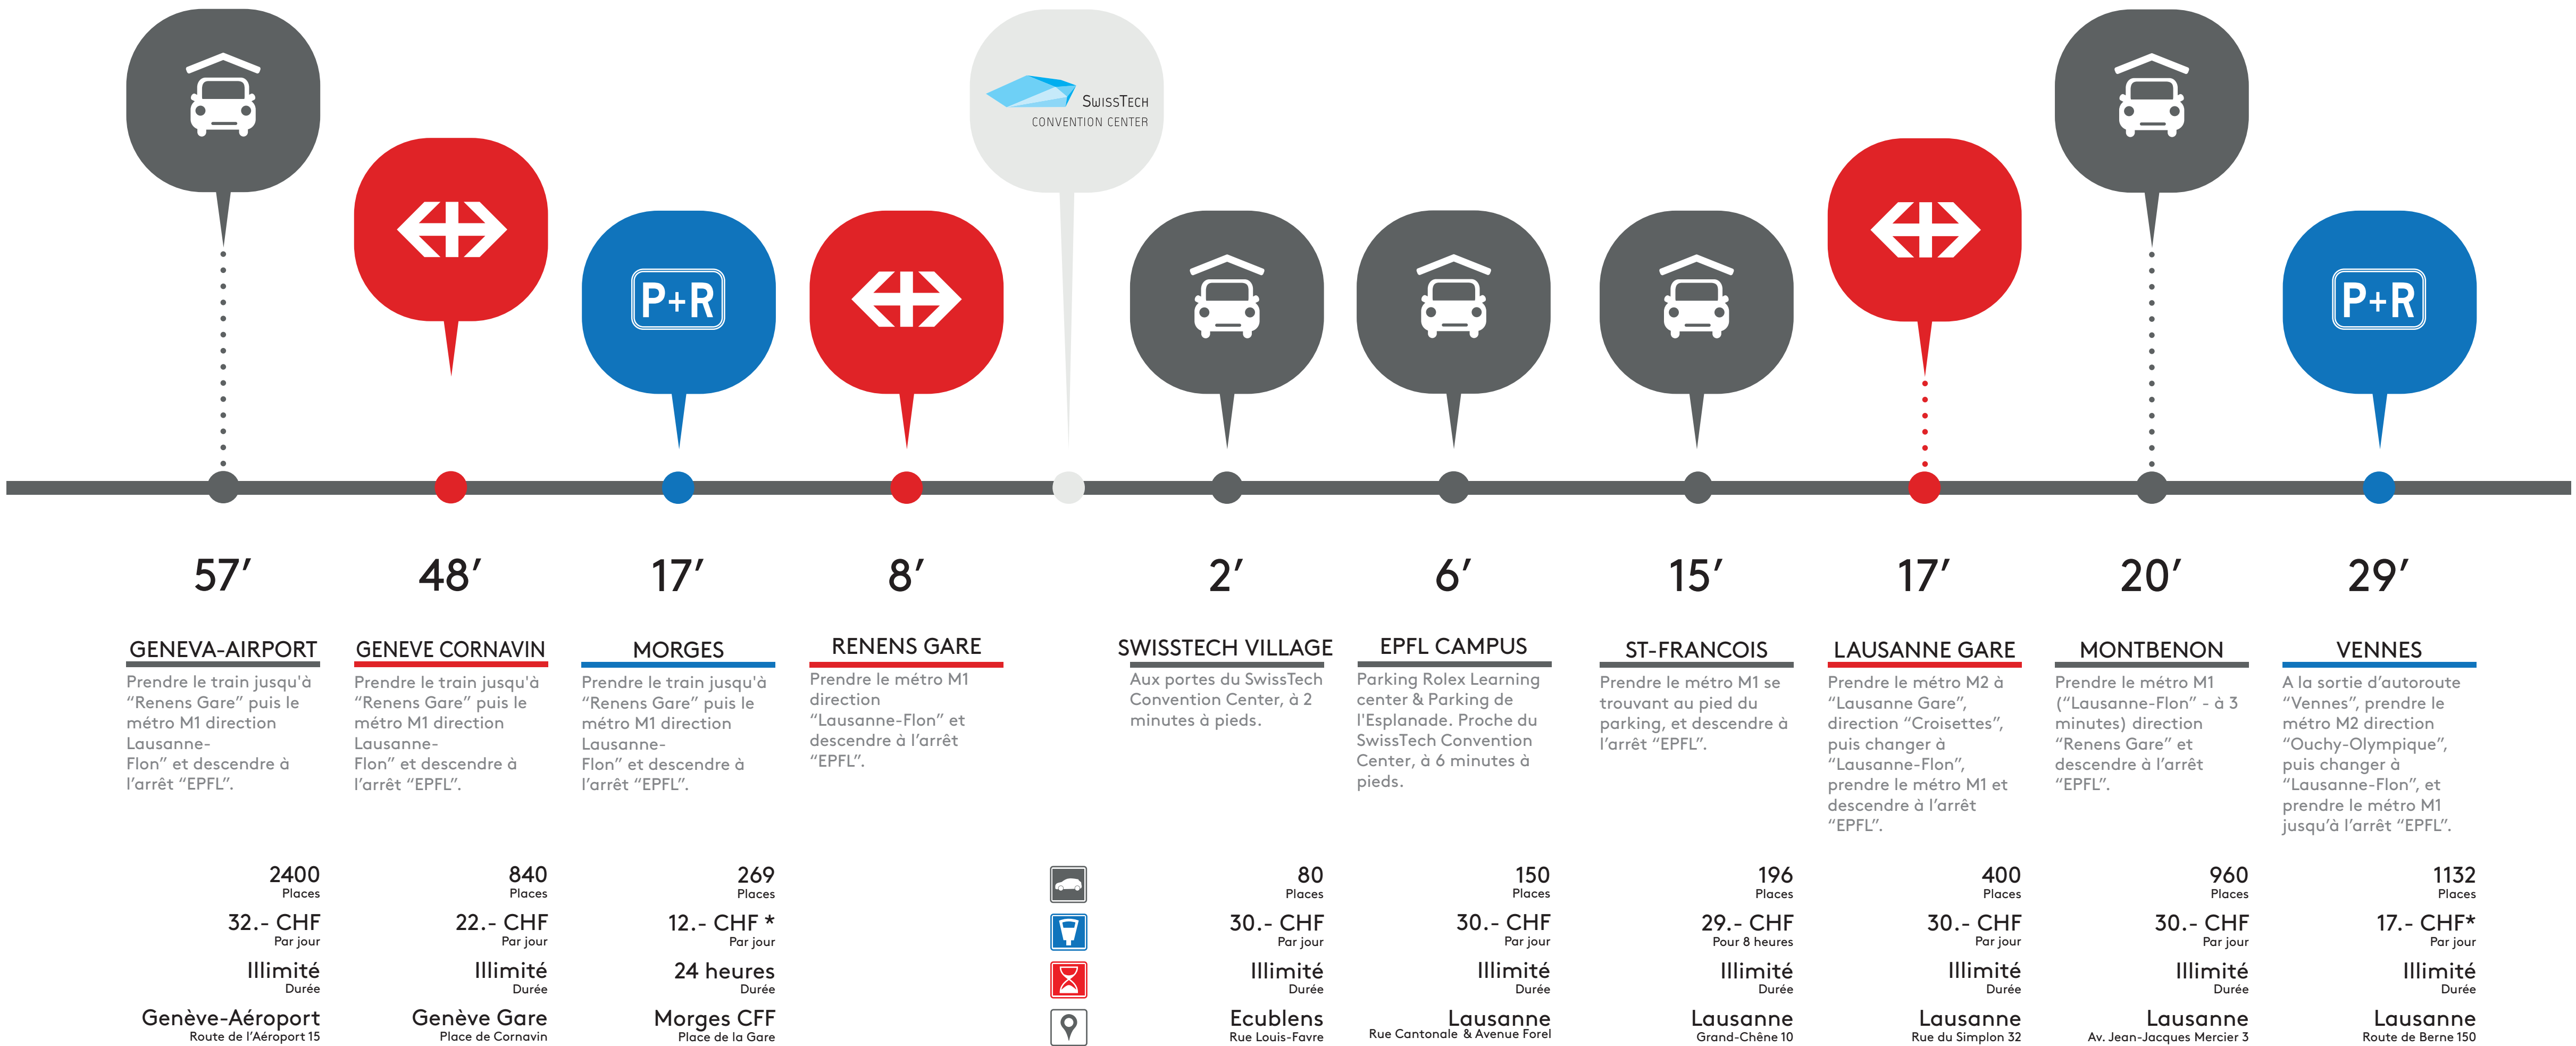 SWISSTECH
CONVENTION CENTER
P+R
P+R
57’
48’
17’
8’
2’
6’
15’
17’
20’
29’
GENEVA-AIRPORT
Prendre le train jusqu'à
“Renens Gare” puis le
métro M1 direction
Lausanne-
Flon” et descendre à
l’arrêt “EPFL”.
2400
Places
32.- CHF
Par jour
Illimité
Durée
Genève-Aéroport
Route de l’Aéroport 15
GENEVE CORNAVIN
Prendre le train jusqu'à
“Renens Gare” puis le
métro M1 direction
Lausanne-
Flon” et descendre à
l’arrêt “EPFL”.
840
Places
22.- CHF
Par jour
Illimité
Durée
Genève Gare
Place de Cornavin
MORGES
Prendre le train jusqu'à
“Renens Gare” puis le
métro M1 direction
Lausanne-
Flon” et descendre à
l’arrêt “EPFL”.
269
Places
12.- CHF *
Par jour
24 heures
Durée
Morges CFF
Place de la Gare
RENENS GARE
Prendre le métro M1
direction
“Lausanne-Flon” et
descendre à l’arrêt
“EPFL”.
SWISSTECH VILLAGE
Aux portes du SwissTech
Convention Center, à 2
minutes à pieds.
80
Places
30.- CHF
Par jour
Illimité
Durée
Ecublens
Rue Louis-Favre
EPFL CAMPUS
Parking Rolex Learning
center & Parking de
l'Esplanade. Proche du
SwissTech Convention
Center, à 6 minutes à
pieds.
150
Places
30.- CHF
Par jour
Illimité
Durée
Lausanne
Rue Cantonale & Avenue Forel
ST-FRANCOIS
Prendre le métro M1 se
trouvant au pied du
parking, et descendre à
l’arrêt “EPFL”.
196
Places
29.- CHF
Pour 8 heures
Illimité
Durée
Lausanne
Grand-Chêne 10
LAUSANNE GARE
Prendre le métro M2 à
“Lausanne Gare”,
direction “Croisettes”,
puis changer à
“Lausanne-Flon”,
prendre le métro M1 et
descendre à l’arrêt
“EPFL”.
400
Places
30.- CHF
Par jour
Illimité
Durée
Lausanne
Rue du Simplon 32
MONTBENON
Prendre le métro M1
(“Lausanne-Flon” - à 3
minutes) direction
“Renens Gare” et
descendre à l’arrêt
“EPFL”.
960
Places
30.- CHF
Par jour
Illimité
Durée
Lausanne
Av. Jean-Jacques Mercier 3
VENNES
A la sortie d’autoroute
“Vennes”, prendre le
métro M2 direction
“Ouchy-Olympique”,
puis changer à
“Lausanne-Flon”, et
prendre le métro M1
jusqu’à l’arrêt “EPFL”.
1132
Places
17.- CHF*
Par jour
Illimité
Durée
Lausanne
Route de Berne 150